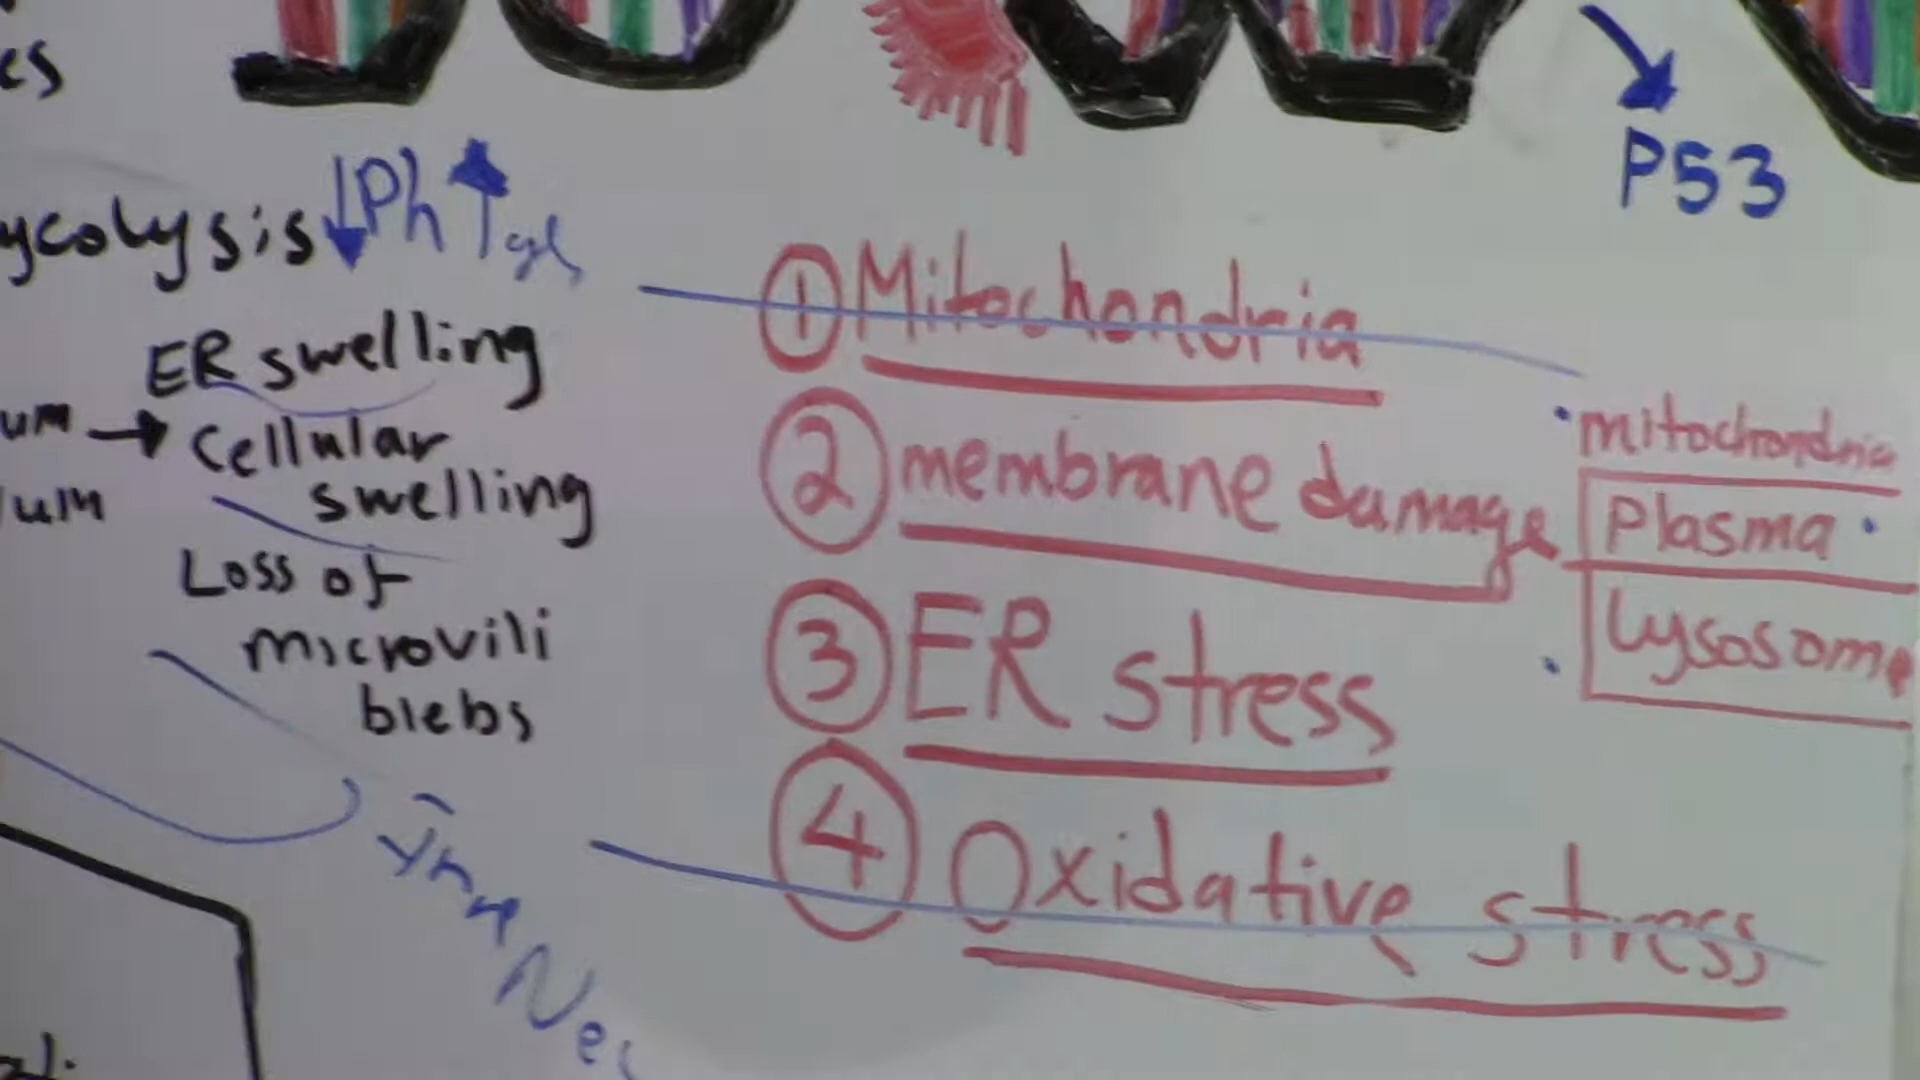 cs
P53
ycolysis ↓Ph ↑
ER swelling
um → Cellular
um swelling
Loss of
microvili
blebs
① Mitochondria
② membrane damage
③ ER stress
④ Oxidative stress
mitochondria
Plasma
Lysosome